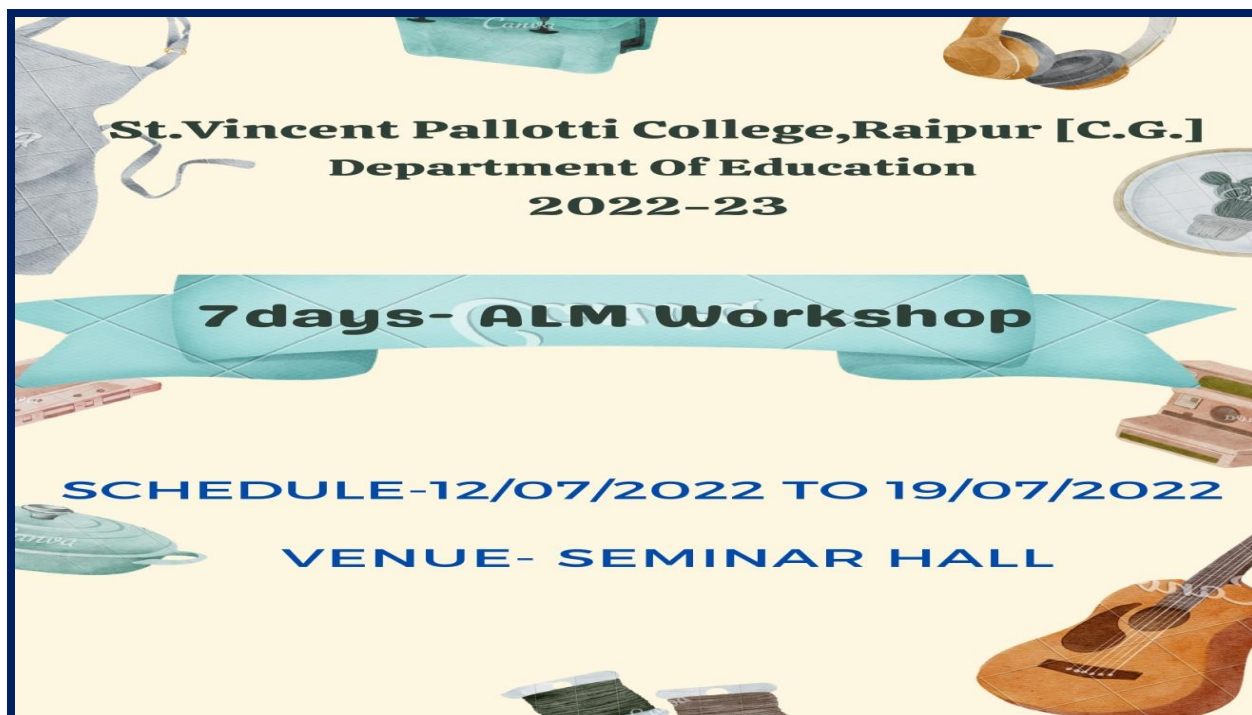 St.Vincent Pallotti College,Raipur [C.G.]
Department Of Education
2022-23
7days- ALM Workshop
SCHEDULE-12/07/2022 TO 19/07/2022
VENUE- SEMINAR HALL